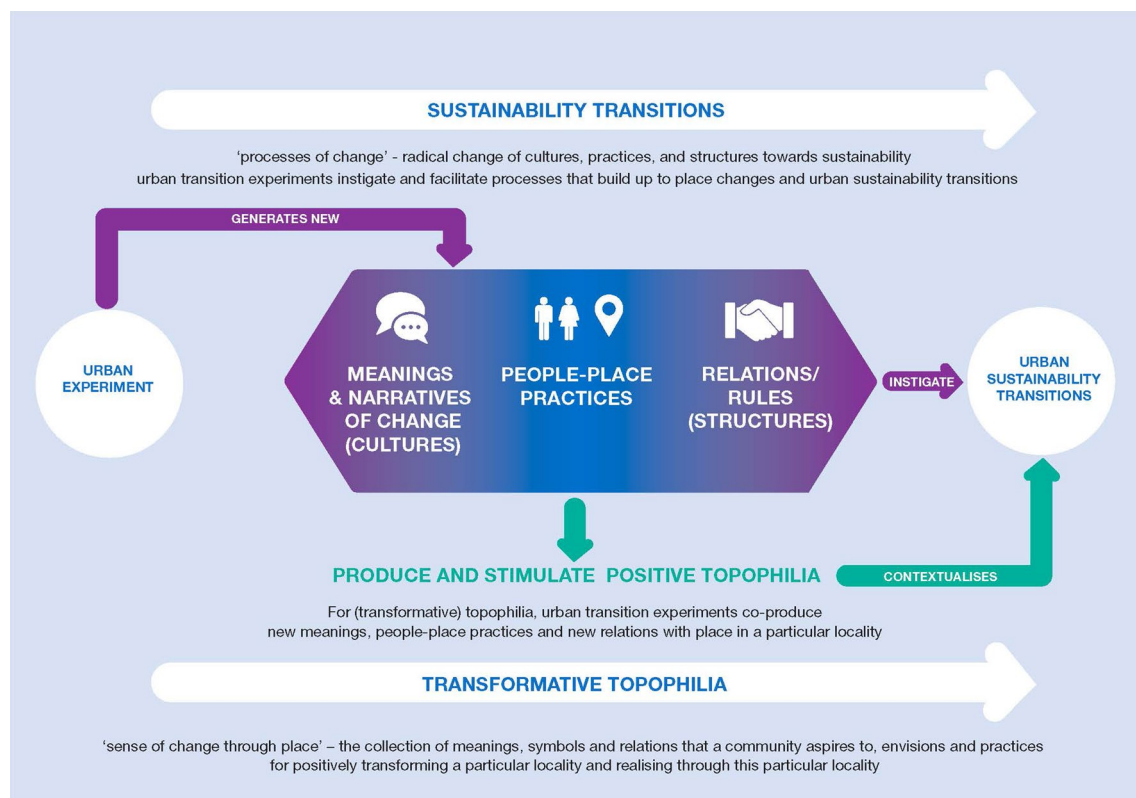 SUSTAINABILITY TRANSITIONS
‘processes of change’ - radical change of cultures, practices, and structures towards sustainability
urban transition experiments instigate and facilitate processes that build up to place changes and urban sustainability transitions
GENERATES NEW
URBAN
EXPERIMENT
MEANINGS
& NARRATIVES
OF CHANGE
(CULTURES)
PEOPLE-PLACE
PRACTICES
RELATIONS/
RULES
(STRUCTURES)
INSTIGATE
URBAN
SUSTAINABILITY
TRANSITIONS
PRODUCE AND STIMULATE POSITIVE TOPOPHILIA
CONTEXTUALISES
For (transformative) topophilia, urban transition experiments co-produce
new meanings, people-place practices and new relations with place in a particular locality
TRANSFORMATIVE TOPOPHILIA
‘sense of change through place’ – the collection of meanings, symbols and relations that a community aspires to, envisions and practices
for positively transforming a particular locality and realising through this particular locality